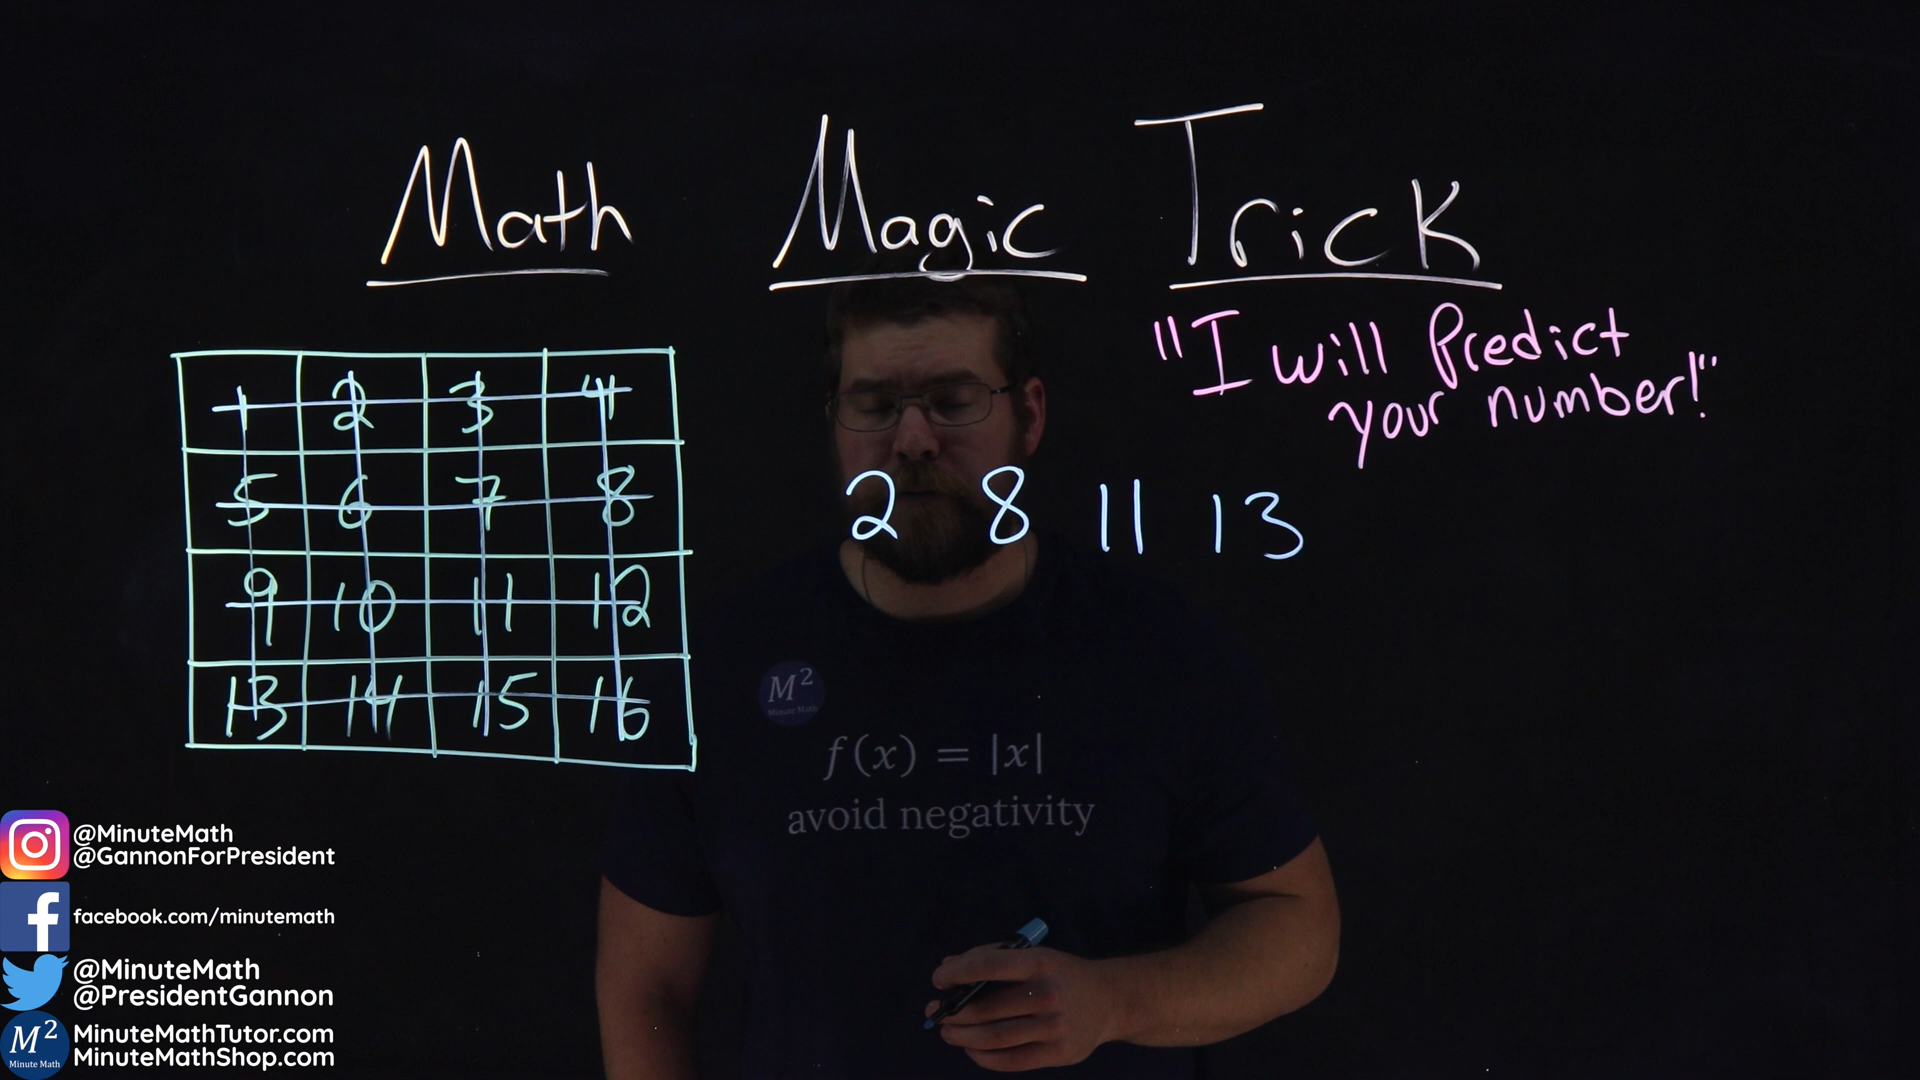 Math Magic Trick
"I will Predict
your number!"
1 2 3 4
5 6 7 8
9 10 11 12
13 14 15 16
2 8 11 13
M²
Minute Math
f(x) = |x|
avoid negativity
@MinuteMath
@GannonForPresident
facebook.com/minutemath
@MinuteMath
@PresidentGannon
M²
Minute Math
MinuteMathTutor.com
MinuteMathShop.com